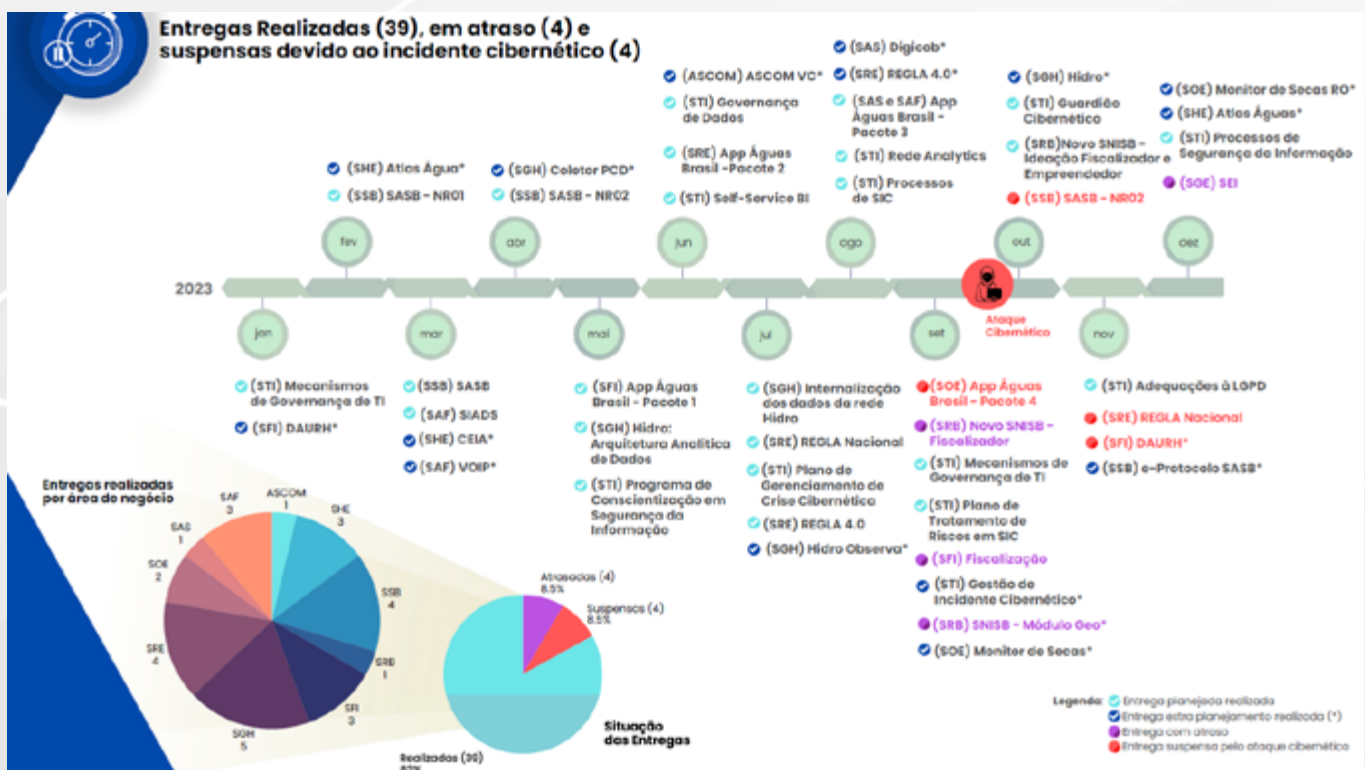 Entregas Realizadas (39), em atraso (4) e
suspensas devido ao incidente cibernético (4)
(SHE) Atlas Água*
(SSB) SASB - NR01
(SGH) Coletor PCD*
(SSB) SASB - NR02
(ASCOM) ASCOM VC*
(STI) Governança
de Dados
(SRE) App Águas
Brasil -Pacote 2
(STI) Self-Service BI
(SAS) Digicob*
(SRE) REGLA 4.0*
(SAS e SAF) App
Águas Brasil -
Pacote 3
(STI) Rede Analytics
(STI) Processos
de SIC
(SGH) Hidro*
(STI) Guardião
Cibernético
(SRB)Novo SNISB -
Ideação Fiscalizador e
Empreendedor
(SSB) SASB - NR02
(SOE) Monitor de Secas RO*
(SHE) Atlas Águas*
(STI) Processos de
Segurança da Informação
(SGE) SEI
fev
abr
jun
ago
out
dez
2023
jan
mar
mai
jul
set
Ataque
Cibernético
nov
(STI) Mecanismos
de Governança de TI
(SFI) DAURH*
(SSB) SASB
(SAF) SIADS
(SHE) CEIA*
(SAF) VOIP*
(SFI) App Águas
Brasil - Pacote 1
(SGH) Hidro:
Arquitetura Analítica
de Dados
(STI) Programa de
Conscientização em
Segurança da
Informação
(SGH) Internalização
dos dados da rede
Hidro
(SRE) REGLA Nacional
(STI) Plano de
Gerenciamento de
Crise Cibernética
(SRE) REGLA 4.0
(SGH) Hidro Observa*
(SOE) App Águas
Brasil - Pacote 4
(SRB) Novo SNISB -
Fiscalizador
(STI) Mecanismos de
Governança de TI
(STI) Plano de
Tratamento de
Riscos em SIC
(SFI) Fiscalização
(STI) Gestão de
Incidente Cibernético*
(SRB) SNISB - Módulo Geo*
(SOE) Monitor de Secas*
(STI) Adequações à LGPD
(SRE) REGLA Nacional
(SFI) DAURH*
(SSB) e-Protocolo SASB*
Entregas realizadas
por área de negócio
ASCOM
1
SHE
3
SSB
4
SRB
1
SFI
3
SGH
5
SRE
4
SOE
2
SAS
1
SAF
3
Atrasadas (4)
8.5%
Suspensas (4)
8.5%
Realizadas (39)
Situação
das Entregas
Legenda:
Entrega planejada realizada
Entrega extra planejamento realizada (*)
Entrega com atraso
Entrega suspensa pelo ataque cibernético